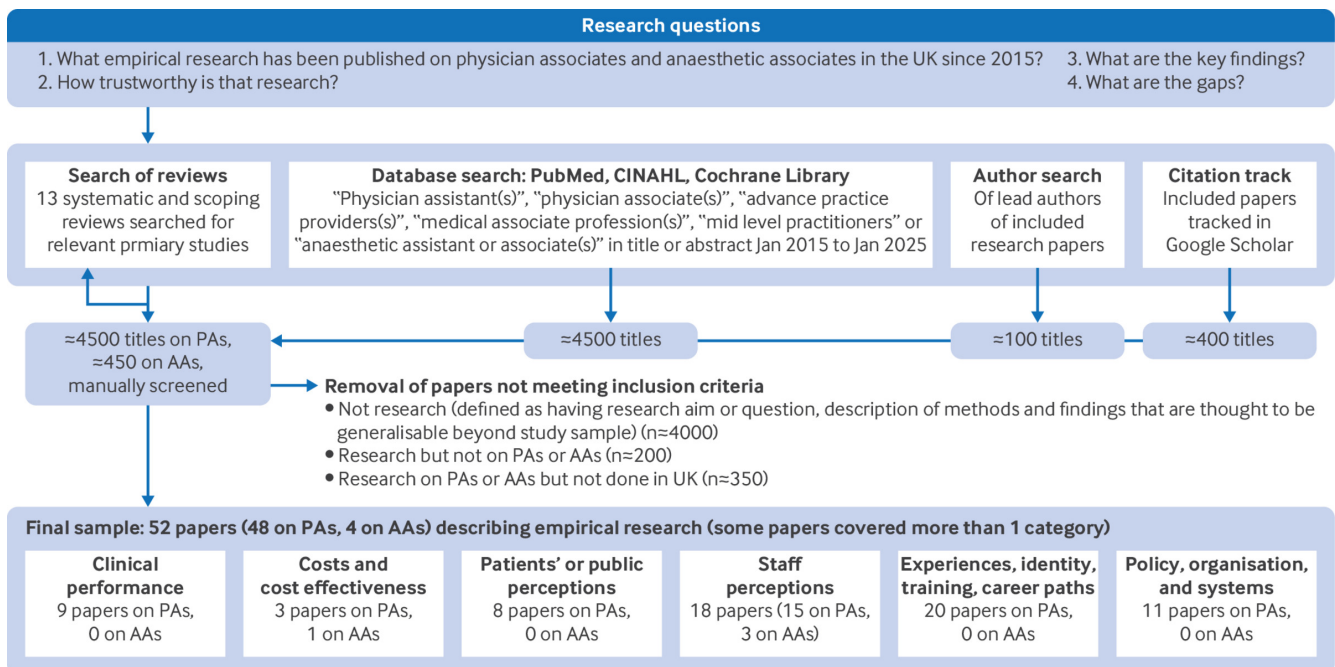 Research questions
1. What empirical research has been published on physician associates and anaesthetic associates in the UK since 2015?
2. How trustworthy is that research?
3. What are the key findings?
4. What are the gaps?
Search of reviews
13 systematic and scoping
reviews searched for
relevant prmiary studies
Database search: PubMed, CINAHL, Cochrane Library
"Physician assistant(s)", "physician associate(s)", "advance practice
providers(s)", "medical associate profession(s)", "mid level practitioners" or
"anaesthetic assistant or associate(s)" in title or abstract Jan 2015 to Jan 2025
Author search
Of lead authors
of included
research papers
Citation track
Included papers
tracked in
Google Scholar
≈4500 titles on PAs,
≈450 on AAs,
manually screened
≈4500 titles
≈100 titles
≈400 titles
Removal of papers not meeting inclusion criteria
• Not research (defined as having research aim or question, description of methods and findings that are thought to be
generalisable beyond study sample) (n≈4000)
• Research but not on PAs or AAs (n≈200)
• Research on PAs or AAs but not done in UK (n≈350)
Final sample: 52 papers (48 on PAs, 4 on AAs) describing empirical research (some papers covered more than 1 category)
Clinical
performance
9 papers on PAs,
0 on AAs
Costs and
cost effectiveness
3 papers on PAs,
1 on AAs
Patients' or public
perceptions
8 papers on PAs,
0 on AAs
Staff
perceptions
18 papers (15 on PAs,
3 on AAs)
Experiences, identity,
training, career paths
20 papers on PAs,
0 on AAs
Policy, organisation,
and systems
11 papers on PAs,
0 on AAs